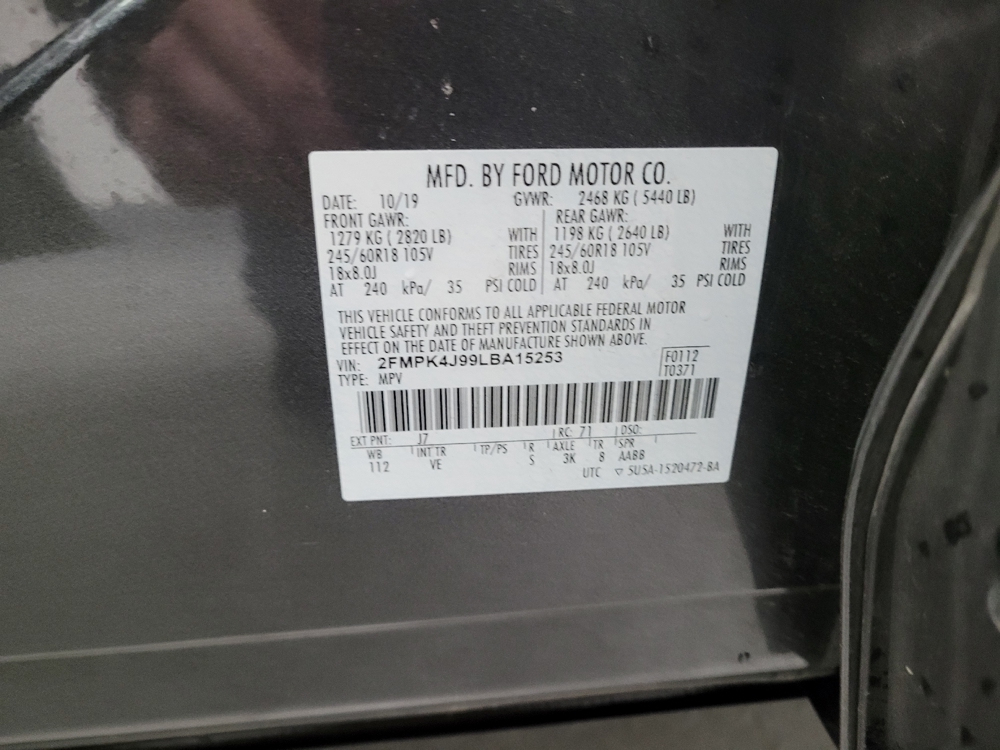 MFD. BY FORD MOTOR CO.
DATE: 10/19 GVWR: 2468 KG ( 5440 LB)
FRONT GAWR: REAR GAWR:
1279 KG ( 2820 LB) WITH 1198 KG ( 2640 LB) WITH
245/60R18 105V TIRES 245/60R18 105V TIRES
18x8.0J RIMS 18x8.0J RIMS
AT 240 kPa/ 35 PSI COLD AT 240 kPa/ 35 PSI COLD
THIS VEHICLE CONFORMS TO ALL APPLICABLE FEDERAL MOTOR
VEHICLE SAFETY AND THEFT PREVENTION STANDARDS IN
EFFECT ON THE DATE OF MANUFACTURE SHOWN ABOVE.
VIN: 2FMPK4J99LBA15253 F0112
TYPE: MPV T0371
EXT PNT: J7 RC: 71 DSO:
WB INT TR TP/PS R AXLE TR SPR
112 VE S 3K 8 AABB
UTC ▽ 5USA-1520472-BA